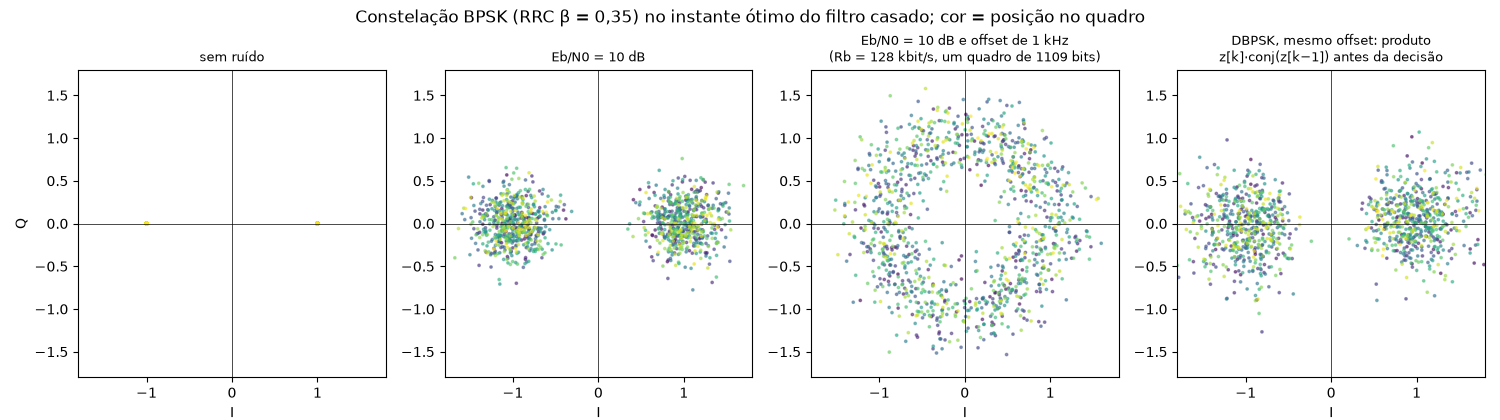 Constelação BPSK (RRC β = 0,35) no instante ótimo do filtro casado; cor = posição no quadro
sem ruído
Eb/N0 = 10 dB
Eb/N0 = 10 dB e offset de 1 kHz
(Rb = 128 kbit/s, um quadro de 1109 bits)
DBPSK, mesmo offset: produto
z[k]·conj(z[k−1]) antes da decisão
Q
1.5
1.0
0.5
0.0
−0.5
−1.0
−1.5
−1 0 1
I
1.5
1.0
0.5
0.0
−0.5
−1.0
−1.5
−1 0 1
I
1.5
1.0
0.5
0.0
−0.5
−1.0
−1.5
−1 0 1
I
1.5
1.0
0.5
0.0
−0.5
−1.0
−1.5
−1 0 1
I